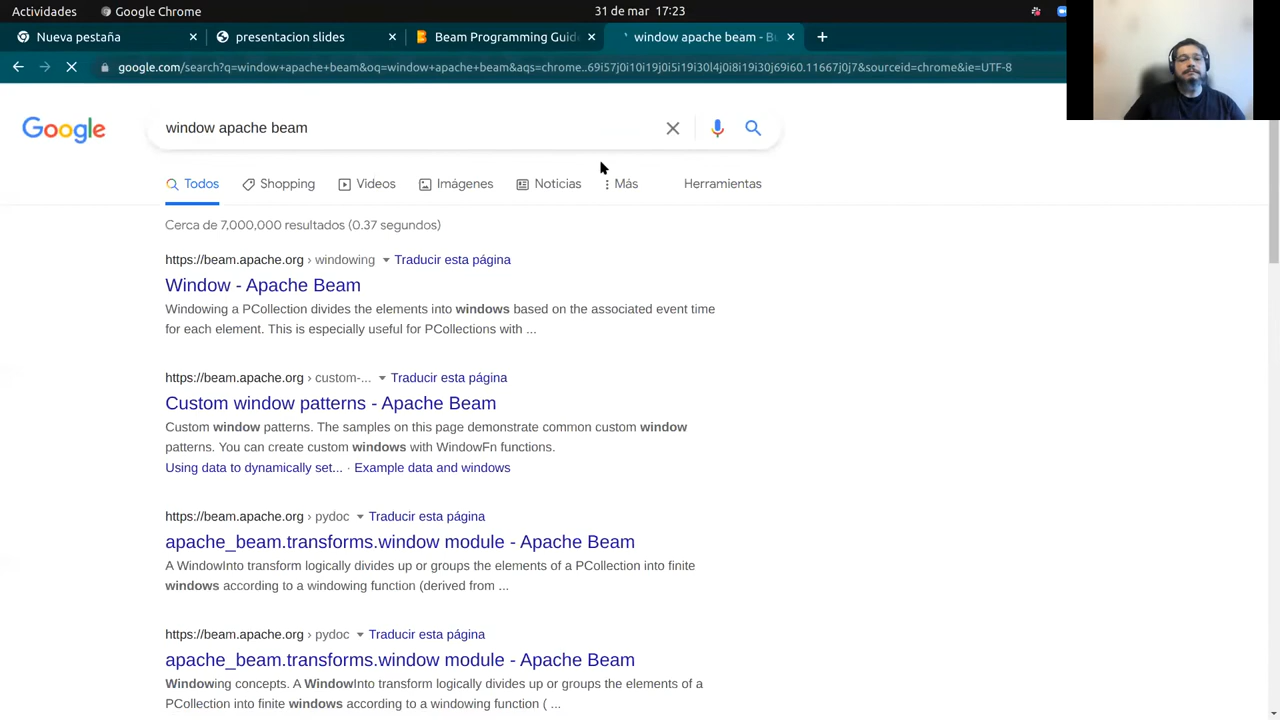 Actividades
Google Chrome
31 de mar 17:23
Nueva pestaña
presentacion slides
Beam Programming Guide
window apache beam - Bu
google.com/search?q=window+apache+beam&oq=window+apache+beam&aqs=chrome..69i57j0i10i19j0i5i19i30l4j0i8i19i30j69i60.11667j0j7&sourceid=chrome&ie=UTF-8
Google
window apache beam
Todos
Shopping
Videos
Imágenes
Noticias
Más
Herramientas
Cerca de 7,000,000 resultados (0.37 segundos)
https://beam.apache.org › windowing Traducir esta página
Window - Apache Beam
Windowing a PCollection divides the elements into windows based on the associated event time
for each element. This is especially useful for PCollections with ...
https://beam.apache.org › custom-... Traducir esta página
Custom window patterns - Apache Beam
Custom window patterns. The samples on this page demonstrate common custom window
patterns. You can create custom windows with WindowFn functions.
Using data to dynamically set... · Example data and windows
https://beam.apache.org › pydoc Traducir esta página
apache_beam.transforms.window module - Apache Beam
A WindowInto transform logically divides up or groups the elements of a PCollection into finite
windows according to a windowing function (derived from ...
https://beam.apache.org › pydoc Traducir esta página
apache_beam.transforms.window module - Apache Beam
Windowing concepts. A WindowInto transform logically divides up or groups the elements of a
PCollection into finite windows according to a windowing function ( ...